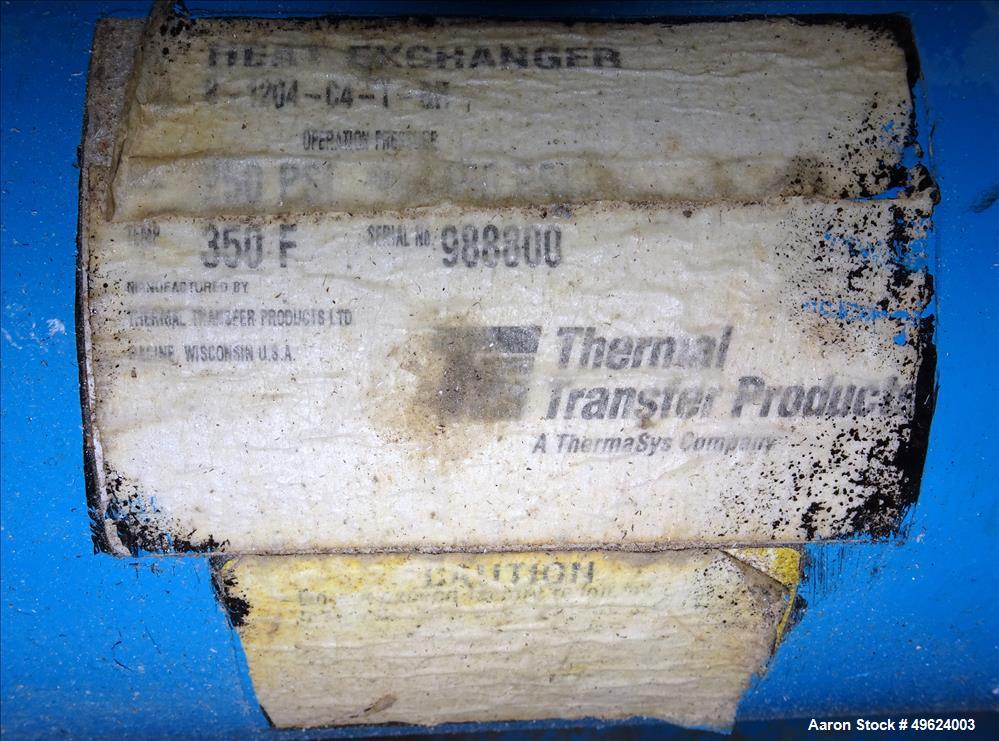 HEAT EXCHANGER
OPERATION PRESSURE
PSI
TEMP 350 F SERIAL NO. 988800
MANUFACTURED BY
THERMAL TRANSFER PRODUCTS LTD
RACINE, WISCONSIN U.S.A.
Thermal
Transfer Products
A ThermaSys Company
CAUTION
Aaron Stock # 49624003